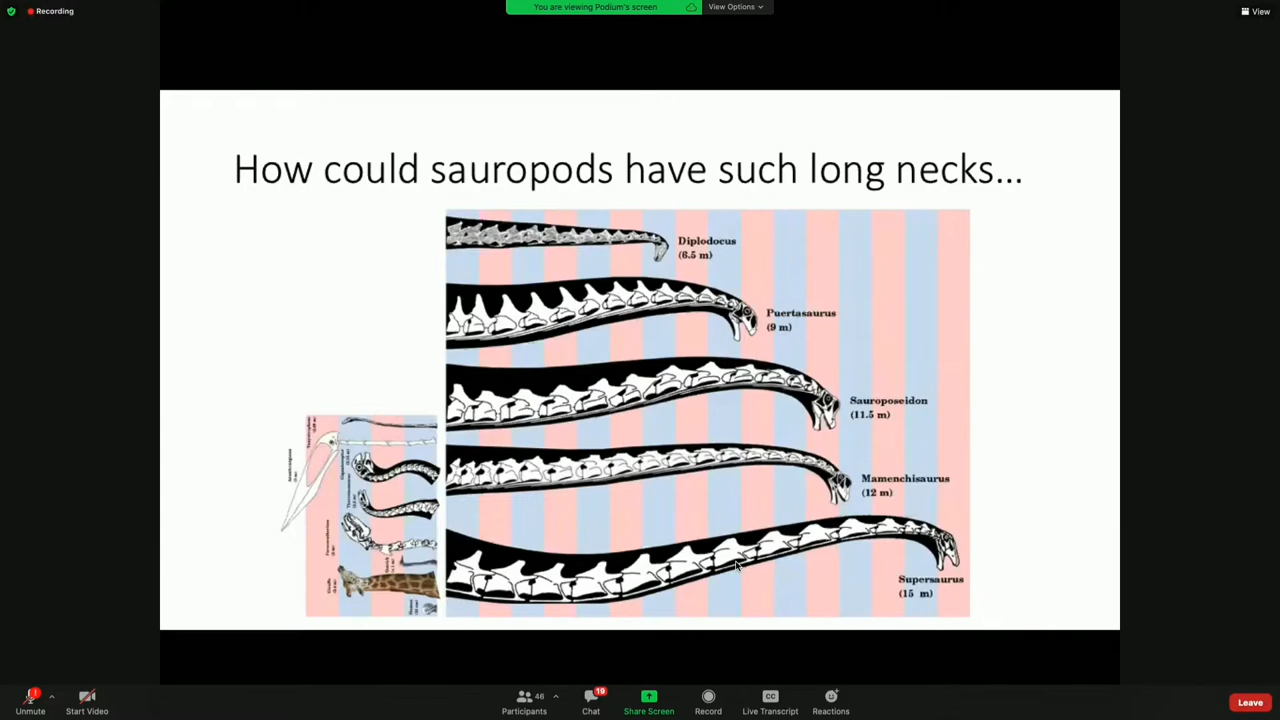 Recording
You are viewing Podium's screen
View Options
View
How could sauropods have such long necks...
Diplodocus
(6.5 m)
Puertasaurus
(9 m)
Sauroposeidon
(11.5 m)
Mamenchisaurus
(12 m)
Supersaurus
(15 m)
Giraffe
Unmute
Start Video
46
Participants
19
Chat
Share Screen
Record
CC
Live Transcript
Reactions
Leave